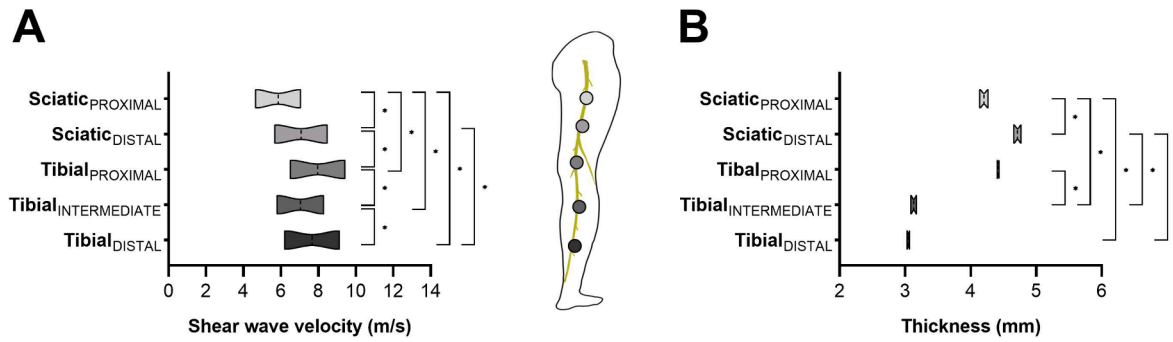 A
Sciatic PROXIMAL
Sciatic DISTAL
Tibial PROXIMAL
Tibial INTERMEDIATE
Tibial DISTAL
* * * * * * * * *
0 2 4 6 8 10 12 14
Shear wave velocity (m/s)
B
Sciatic PROXIMAL
Sciatic DISTAL
Tibal PROXIMAL
Tibial INTERMEDIATE
Tibial DISTAL
* * * * * *
2 3 4 5 6
Thickness (mm)